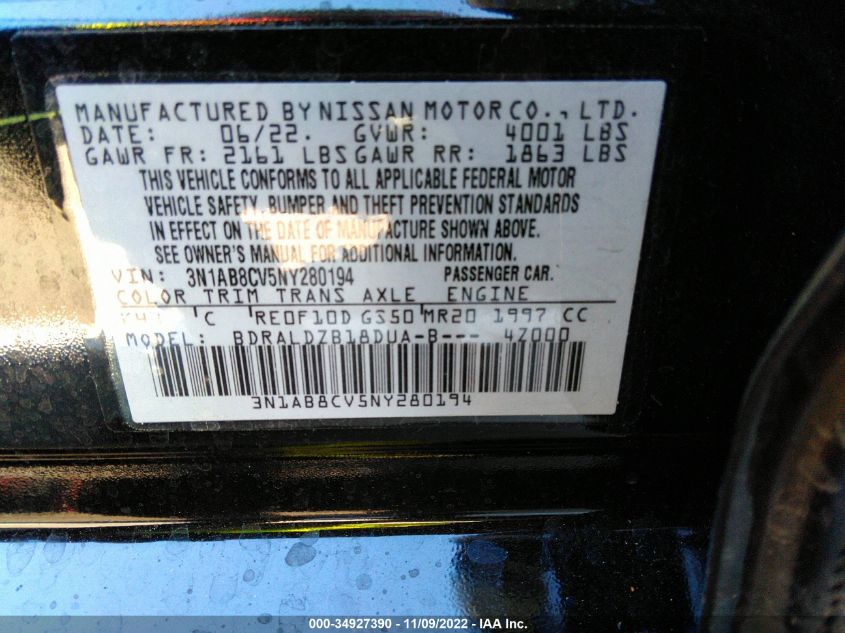 MANUFACTURED BY NISSAN MOTOR CO., LTD.
DATE: 06/22. GVWR: 4001 LBS
GAWR FR: 2161 LBS GAWR RR: 1863 LBS
THIS VEHICLE CONFORMS TO ALL APPLICABLE FEDERAL MOTOR
VEHICLE SAFETY, BUMPER AND THEFT PREVENTION STANDARDS
IN EFFECT ON THE DATE OF MANUFACTURE SHOWN ABOVE.
SEE OWNER'S MANUAL FOR ADDITIONAL INFORMATION.
VIN: 3N1AB8CV5NY280194 PASSENGER CAR.
COLOR TRIM TRANS AXLE ENGINE
C RE0F10D GS50 MR20 1997 CC
MODEL: BDRALDZB18DUA-B--- 4Z000
3N1AB8CV5NY280194
000-34927390 - 11/09/2022 - IAA Inc.